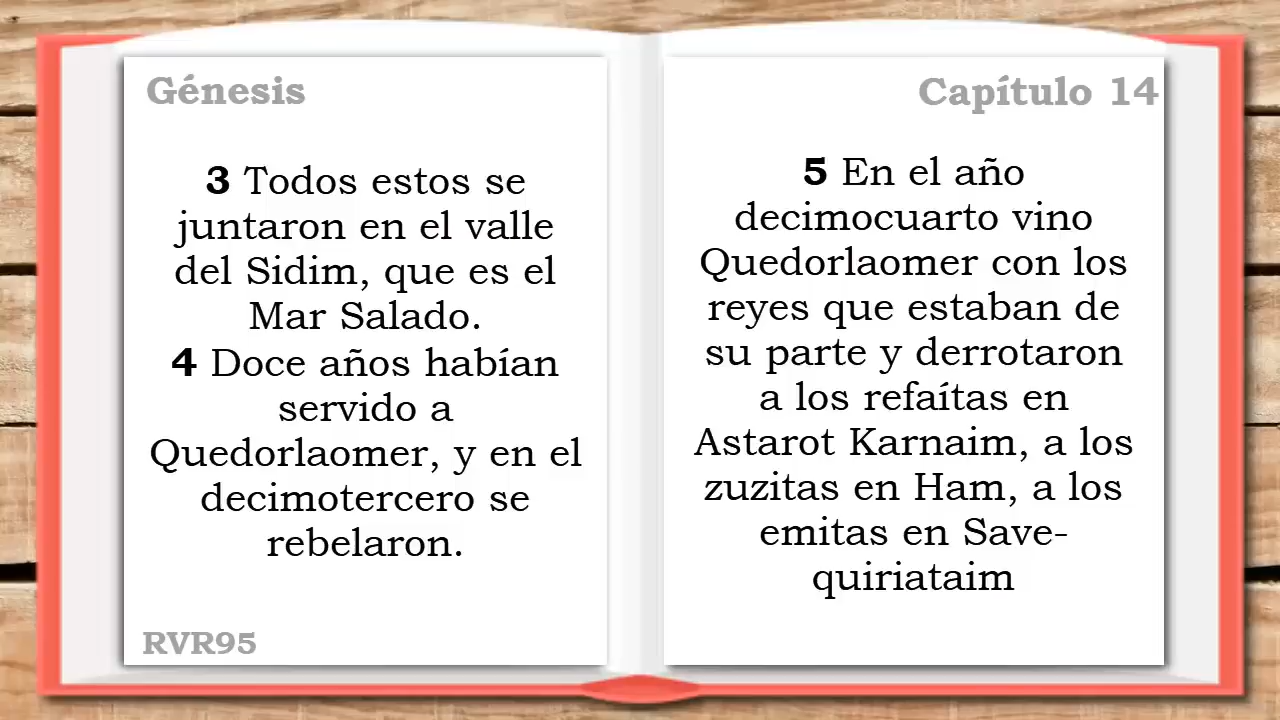 Génesis
3 Todos estos se
juntaron en el valle
del Sidim, que es el
Mar Salado.
4 Doce años habían
servido a
Quedorlaomer, y en el
decimotercero se
rebelaron.
RVR95
Capítulo 14
5 En el año
decimocuarto vino
Quedorlaomer con los
reyes que estaban de
su parte y derrotaron
a los refaítas en
Astarot Karnaim, a los
zuzitas en Ham, a los
emitas en Save-
quiriataim